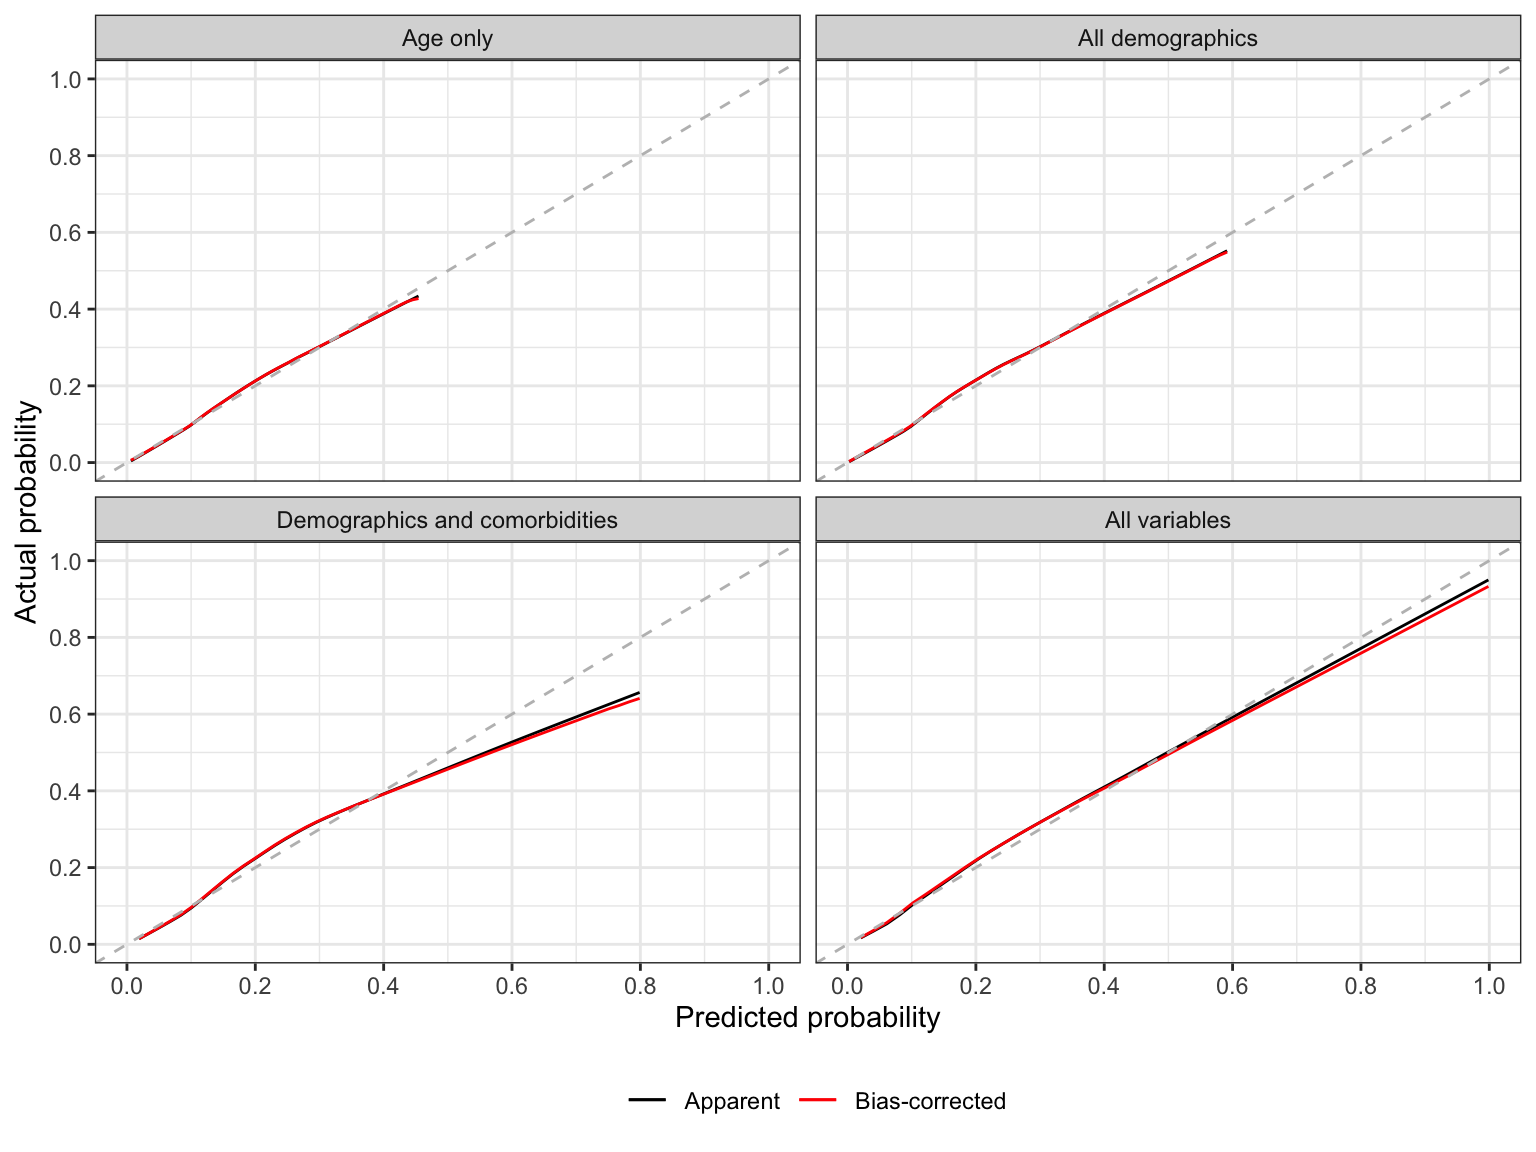 Age only
All demographics
1.0
0.8
0.6
0.4
0.2
0.0
Demographics and comorbidities
All variables
1.0
0.8
0.6
0.4
0.2
0.0
Actual probability
0.0 0.2 0.4 0.6 0.8 1.0
0.0 0.2 0.4 0.6 0.8 1.0
Predicted probability
Apparent
Bias-corrected